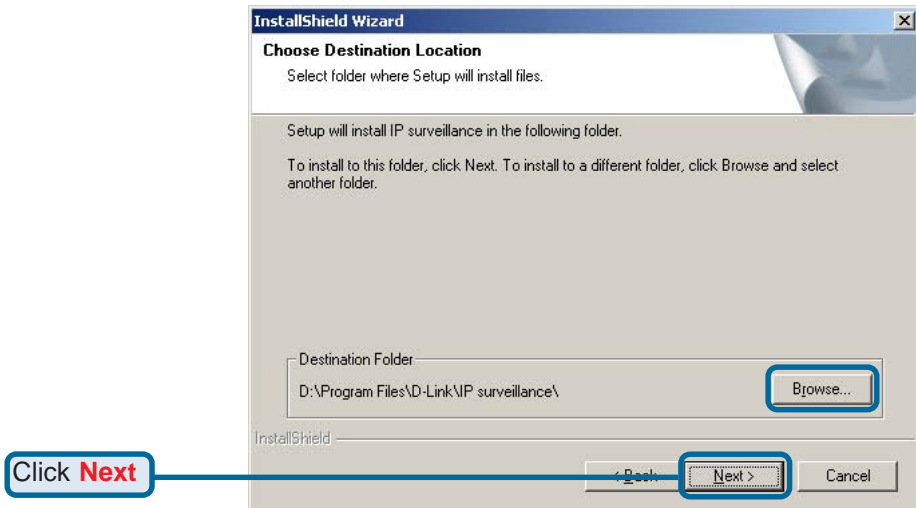 InstallShield Wizard
Choose Destination Location
Select folder where Setup will install files.
Setup will install IP surveillance in the following folder.
To install to this folder, click Next. To install to a different folder, click Browse and select
another folder.
Destination Folder
D:\Program Files\D-Link\IP surveillance\
Browse...
InstallShield
Click Next
< Back
Next >
Cancel